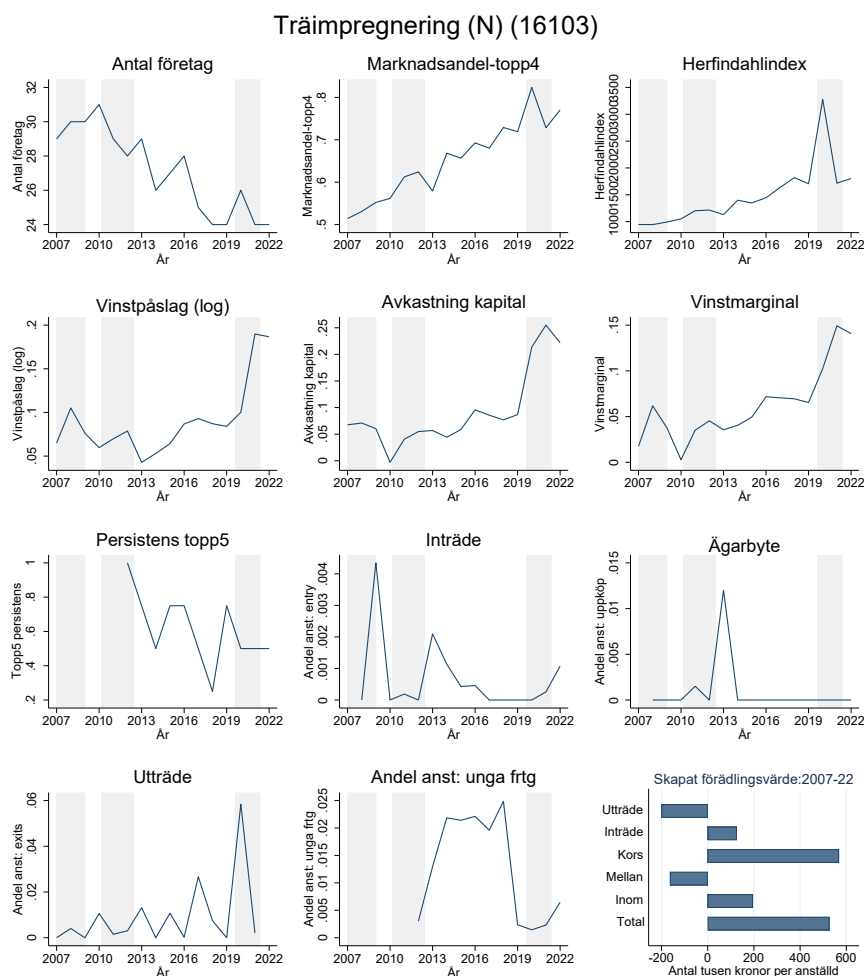 Träimpregnering (N) (16103)
Antal företag
Antal företag
24 26 28 30 32
2007 2010 2013 2016 2019 2022
År
Marknadsandel-topp4
Marknadsandel-topp4
.5 .6 .7 .8
2007 2010 2013 2016 2019 2022
År
Herfindahlindex
Herfindahlindex
100015002000250030003500
2007 2010 2013 2016 2019 2022
År
Vinstpåslag (log)
Vinstpåslag (log)
.05 .1 .15 .2
2007 2010 2013 2016 2019 2022
År
Avkastning kapital
Avkastning kapital
0 .05 .1 .15 .2 .25
2007 2010 2013 2016 2019 2022
År
Vinstmarginal
Vinstmarginal
0 .05 .1 .15
2007 2010 2013 2016 2019 2022
År
Persistens topp5
Topp5 persistens
.2 .4 .6 .8 1
2007 2010 2013 2016 2019 2022
År
Inträde
Andel anst: entry
0 .001 .002 .003 .004
2007 2010 2013 2016 2019 2022
År
Ägarbyte
Andel anst: uppköp
0 .005 .01 .015
2007 2010 2013 2016 2019 2022
År
Utträde
Andel anst: exits
0 .02 .04 .06
2007 2010 2013 2016 2019 2022
År
Andel anst: unga frtg
Andel anst: unga frtg
0 .005 .01 .015 .02 .025
2007 2010 2013 2016 2019 2022
År
Skapat förädlingsvärde:2007-22
Utträde
Inträde
Kors
Mellan
Inom
Total
-200 0 200 400 600
Antal tusen kronor per anställd